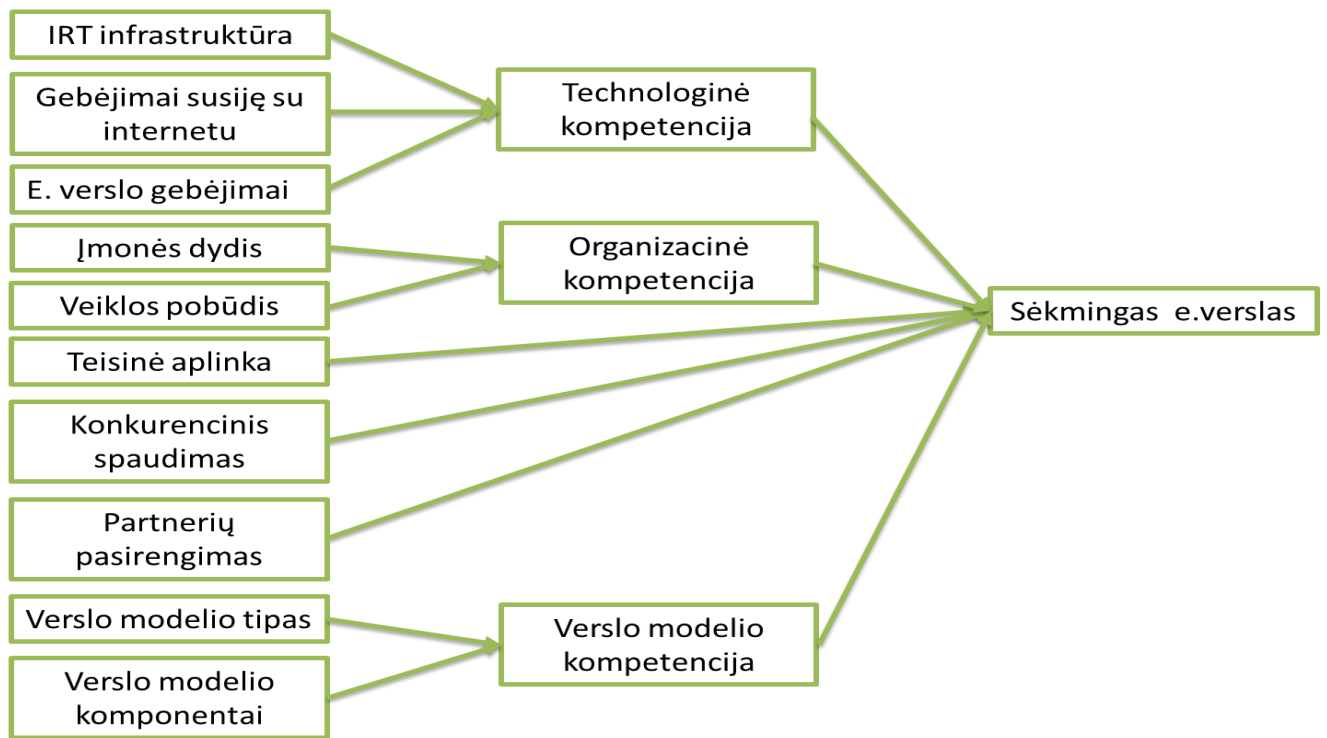 IRT infrastruktūra
Gebėjimai susiję su
internetu
E. verslo gebėjimai
Įmonės dydis
Veiklos pobūdis
Teisinė aplinka
Konkurencinis
spaudimas
Partnerių
pasirengimas
Verslo modelio tipas
Verslo modelio
komponentai
Technologinė
kompetencija
Organizacinė
kompetencija
Verslo modelio
kompetencija
Sėkmingas e.verslas